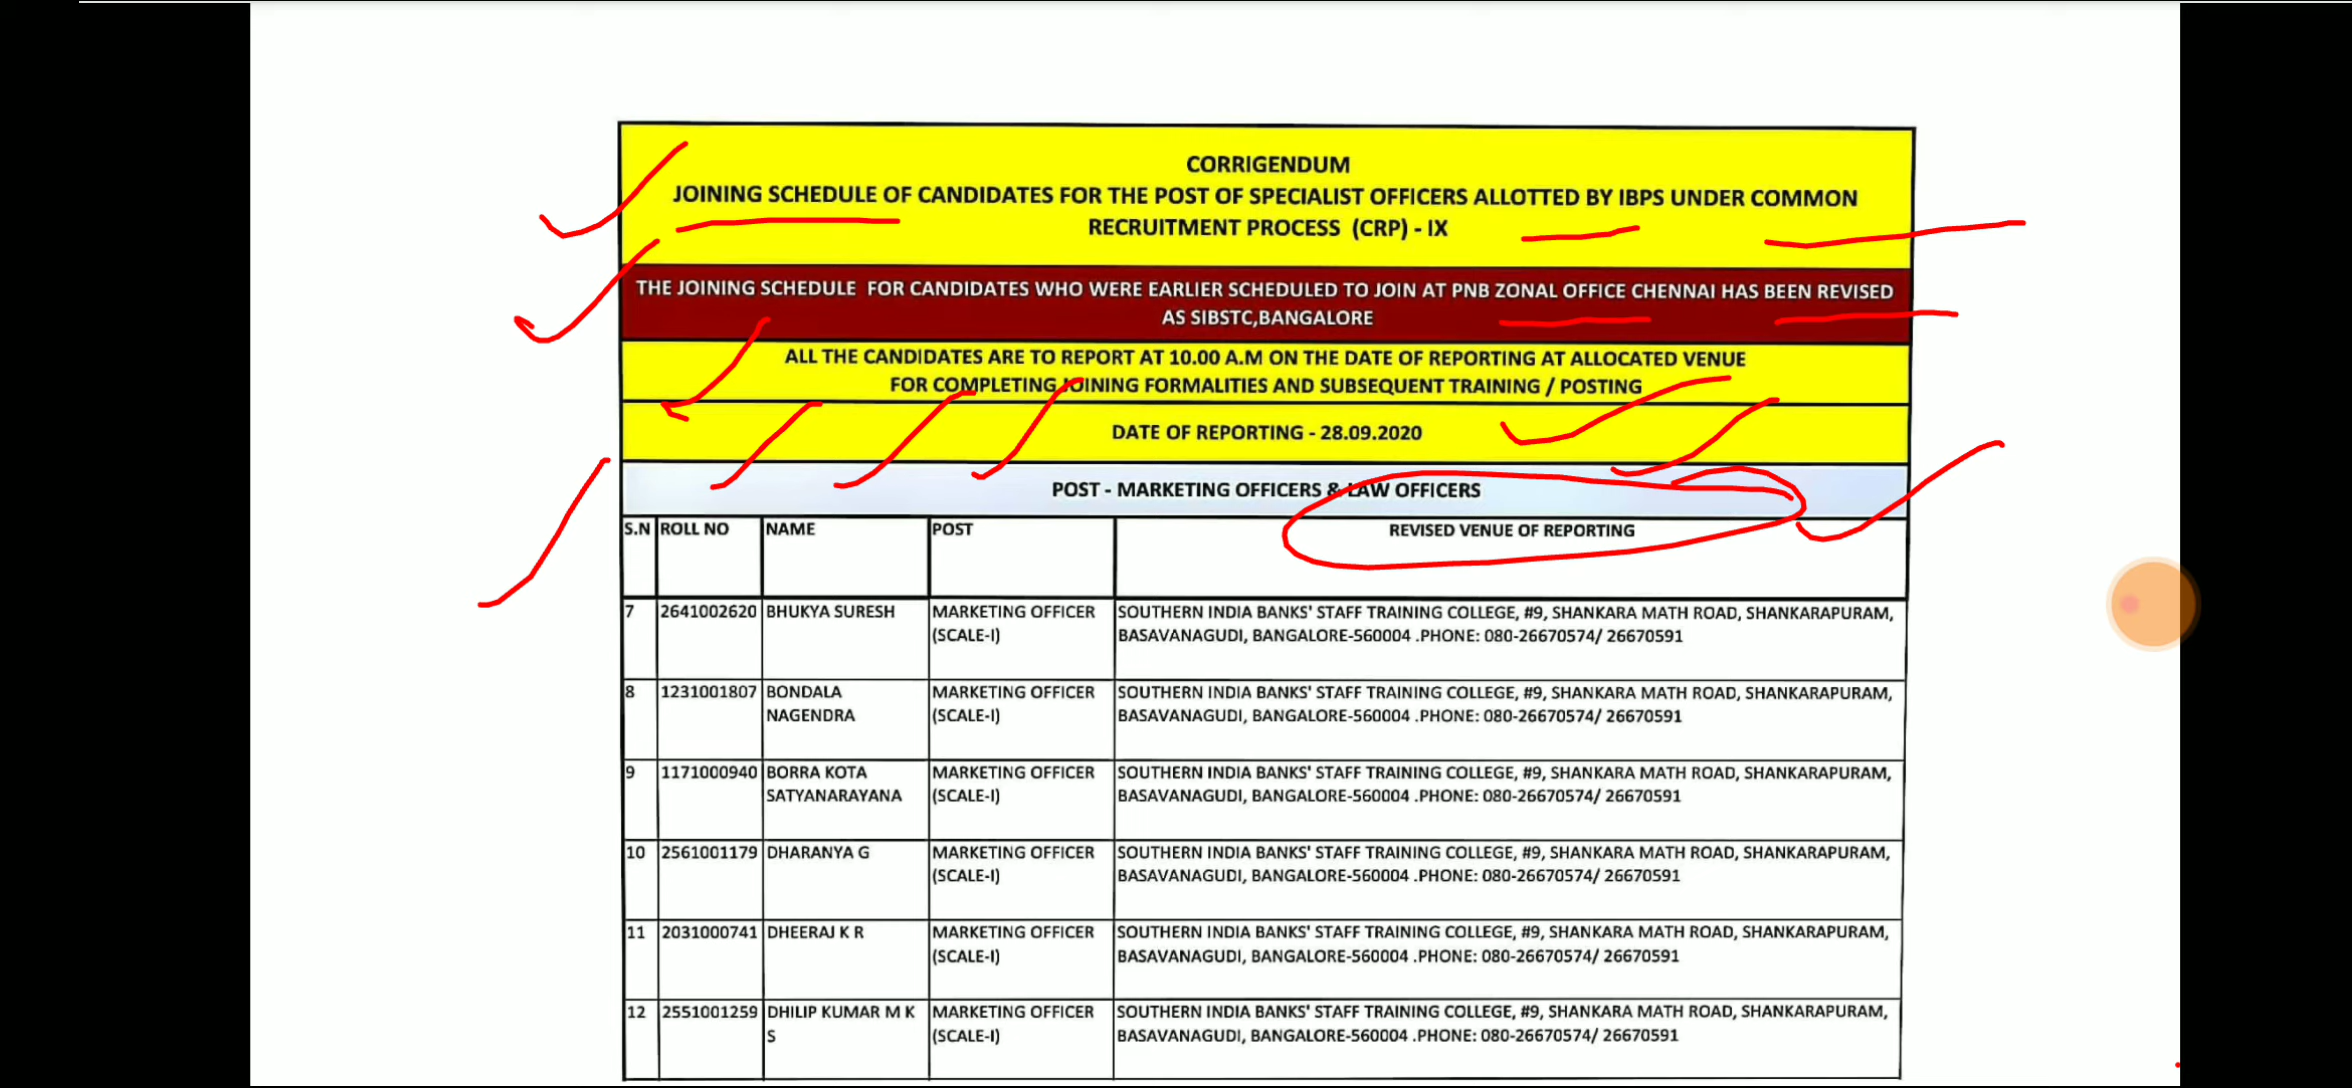 CORRIGENDUM
JOINING SCHEDULE OF CANDIDATES FOR THE POST OF SPECIALIST OFFICERS ALLOTTED BY IBPS UNDER COMMON
RECRUITMENT PROCESS (CRP) - IX
THE JOINING SCHEDULE FOR CANDIDATES WHO WERE EARLIER SCHEDULED TO JOIN AT PNB ZONAL OFFICE CHENNAI HAS BEEN REVISED
AS SIBSTC,BANGALORE
ALL THE CANDIDATES ARE TO REPORT AT 10.00 A.M ON THE DATE OF REPORTING AT ALLOCATED VENUE
FOR COMPLETING JOINING FORMALITIES AND SUBSEQUENT TRAINING / POSTING
DATE OF REPORTING - 28.09.2020
POST - MARKETING OFFICERS & LAW OFFICERS
S.N ROLL NO NAME POST REVISED VENUE OF REPORTING
7 2641002620 BHUKYA SURESH MARKETING OFFICER SOUTHERN INDIA BANKS' STAFF TRAINING COLLEGE, #9, SHANKARA MATH ROAD, SHANKARAPURAM,
(SCALE-I) BASAVANAGUDI, BANGALORE-560004 .PHONE: 080-26670574/ 26670591
8 1231001807 BONDALA MARKETING OFFICER SOUTHERN INDIA BANKS' STAFF TRAINING COLLEGE, #9, SHANKARA MATH ROAD, SHANKARAPURAM,
NAGENDRA (SCALE-I) BASAVANAGUDI, BANGALORE-560004 .PHONE: 080-26670574/ 26670591
9 1171000940 BORRA KOTA MARKETING OFFICER SOUTHERN INDIA BANKS' STAFF TRAINING COLLEGE, #9, SHANKARA MATH ROAD, SHANKARAPURAM,
SATYANARAYANA (SCALE-I) BASAVANAGUDI, BANGALORE-560004 .PHONE: 080-26670574/ 26670591
10 2561001179 DHARANYA G MARKETING OFFICER SOUTHERN INDIA BANKS' STAFF TRAINING COLLEGE, #9, SHANKARA MATH ROAD, SHANKARAPURAM,
(SCALE-I) BASAVANAGUDI, BANGALORE-560004 .PHONE: 080-26670574/ 26670591
11 2031000741 DHEERAJ K R MARKETING OFFICER SOUTHERN INDIA BANKS' STAFF TRAINING COLLEGE, #9, SHANKARA MATH ROAD, SHANKARAPURAM,
(SCALE-I) BASAVANAGUDI, BANGALORE-560004 .PHONE: 080-26670574/ 26670591
12 2551001259 DHILIP KUMAR M K MARKETING OFFICER SOUTHERN INDIA BANKS' STAFF TRAINING COLLEGE, #9, SHANKARA MATH ROAD, SHANKARAPURAM,
S (SCALE-I) BASAVANAGUDI, BANGALORE-560004 .PHONE: 080-26670574/ 26670591